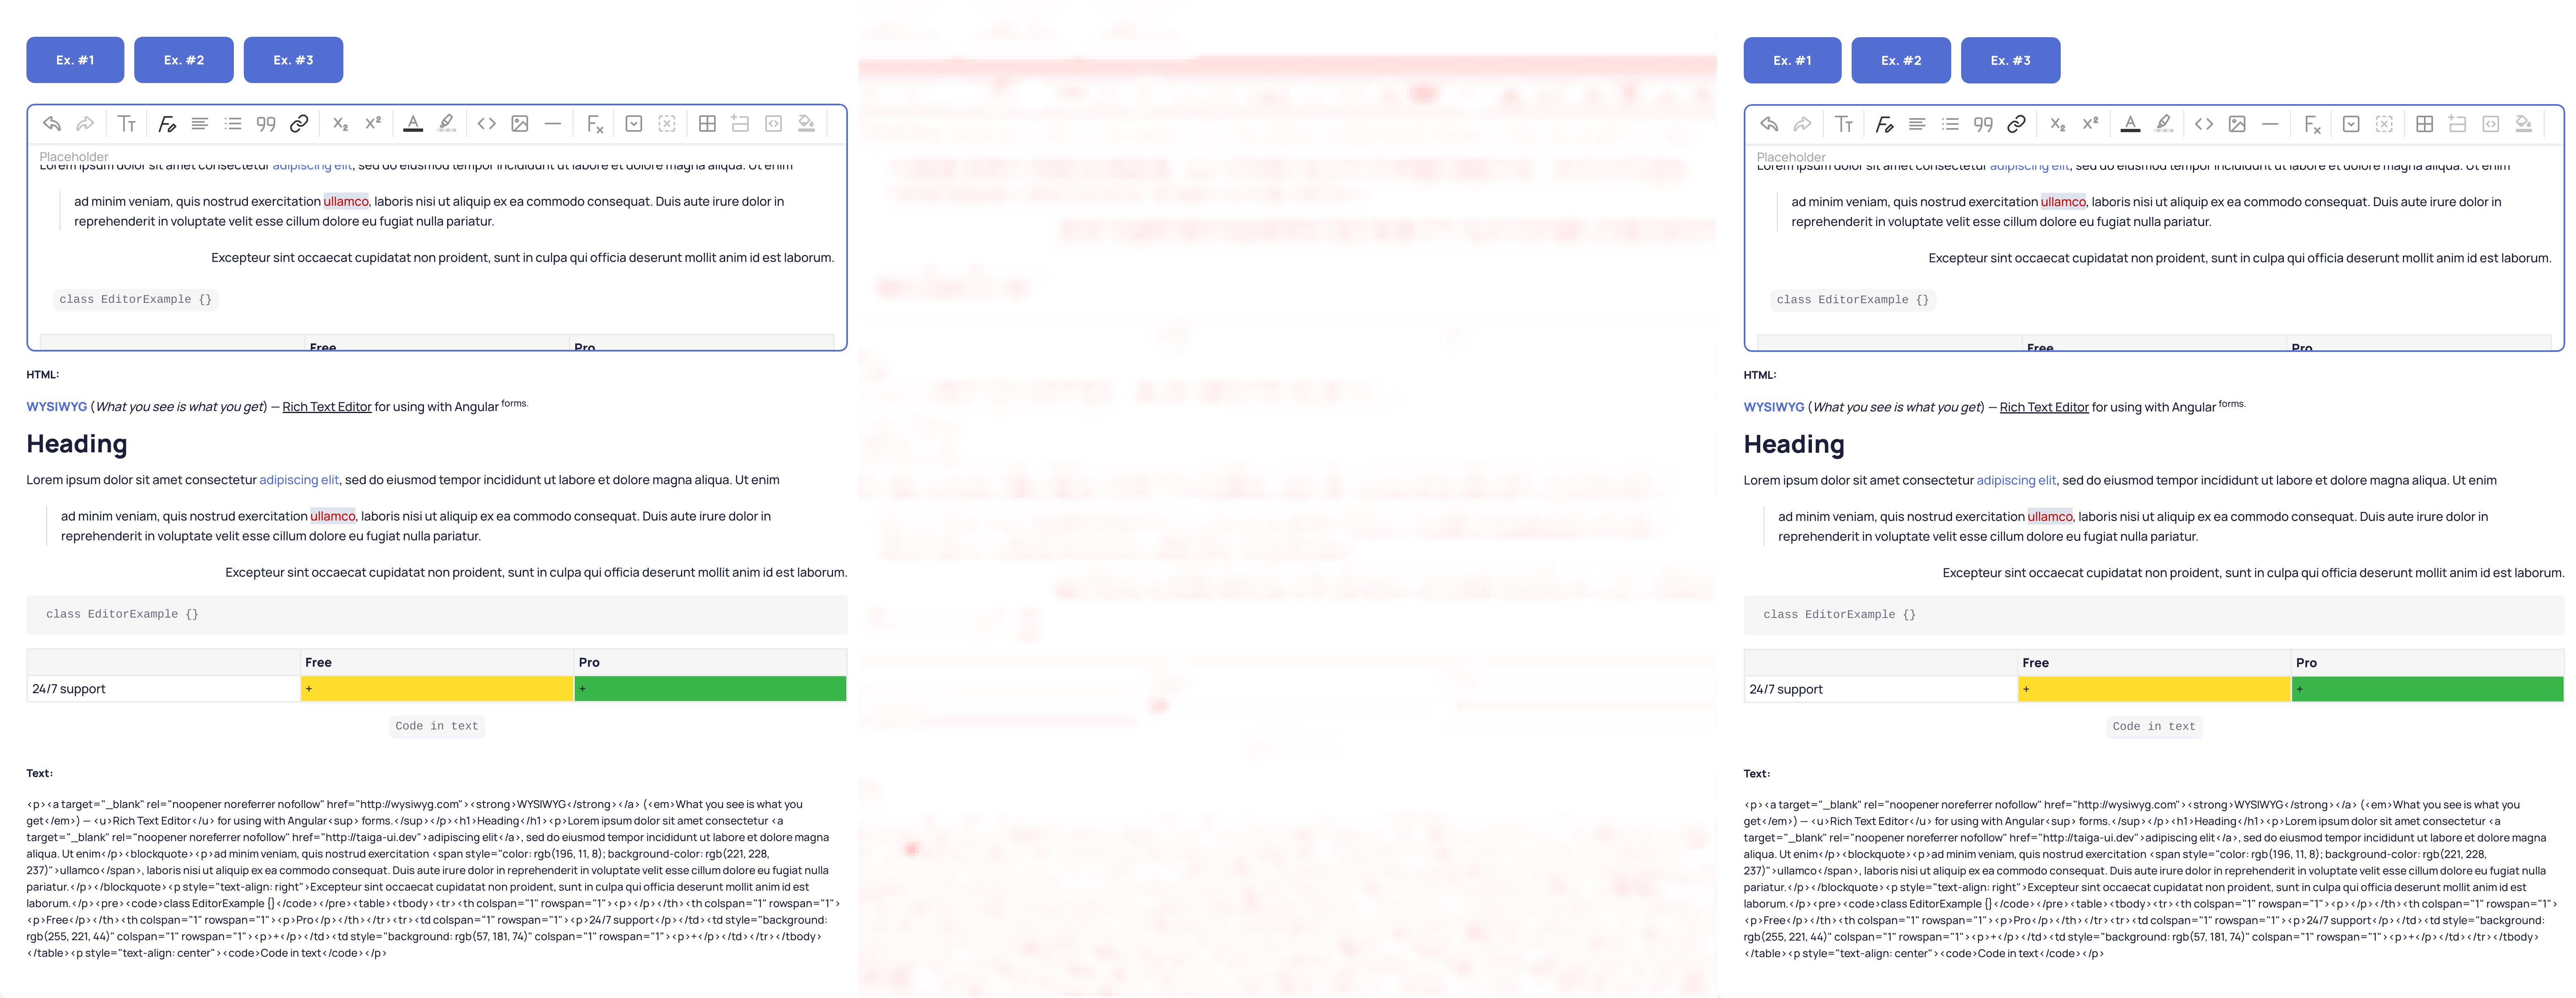 Ex. #1 Ex. #2 Ex. #3
Placeholder
Lorem ipsum dolor sit amet consectetur adipiscing elit, sed do eiusmod tempor incididunt ut labore et dolore magna aliqua. Ut enim
ad minim veniam, quis nostrud exercitation ullamco, laboris nisi ut aliquip ex ea commodo consequat. Duis aute irure dolor in
reprehenderit in voluptate velit esse cillum dolore eu fugiat nulla pariatur.
Excepteur sint occaecat cupidatat non proident, sunt in culpa qui officia deserunt mollit anim id est laborum.
class EditorExample {}
Free Pro
HTML:
WYSIWYG (What you see is what you get) — Rich Text Editor for using with Angular forms.
Heading
Lorem ipsum dolor sit amet consectetur adipiscing elit, sed do eiusmod tempor incididunt ut labore et dolore magna aliqua. Ut enim
ad minim veniam, quis nostrud exercitation ullamco, laboris nisi ut aliquip ex ea commodo consequat. Duis aute irure dolor in
reprehenderit in voluptate velit esse cillum dolore eu fugiat nulla pariatur.
Excepteur sint occaecat cupidatat non proident, sunt in culpa qui officia deserunt mollit anim id est laborum.
class EditorExample {}
Free Pro
24/7 support + +
Code in text
Text:
<p><a target="_blank" rel="noopener noreferrer nofollow" href="http://wysiwyg.com"><strong>WYSIWYG</strong></a> (<em>What you see is what you
get</em>) — <u>Rich Text Editor</u> for using with Angular<sup> forms.</sup></p><h1>Heading</h1><p>Lorem ipsum dolor sit amet consectetur <a
target="_blank" rel="noopener noreferrer nofollow" href="http://taiga-ui.dev">adipiscing elit</a>, sed do eiusmod tempor incididunt ut labore et dolore magna
aliqua. Ut enim</p><blockquote><p>ad minim veniam, quis nostrud exercitation <span style="color: rgb(196, 11, 8); background-color: rgb(221, 228,
237)">ullamco</span>, laboris nisi ut aliquip ex ea commodo consequat. Duis aute irure dolor in reprehenderit in voluptate velit esse cillum dolore eu fugiat nulla
pariatur.</p></blockquote><p style="text-align: right">Excepteur sint occaecat cupidatat non proident, sunt in culpa qui officia deserunt mollit anim id est
laborum.</p><pre><code>class EditorExample {}</code></pre><table><tbody><tr><th colspan="1" rowspan="1"><p></p></th><th colspan="1" rowspan="1">
<p>Free</p></th><th colspan="1" rowspan="1"><p>Pro</p></th></tr><tr><td colspan="1" rowspan="1"><p>24/7 support</p></td><td style="background:
rgb(255, 221, 44)" colspan="1" rowspan="1"><p>+</p></td><td style="background: rgb(57, 181, 74)" colspan="1" rowspan="1"><p>+</p></td></tr></tbody>
</table><p style="text-align: center"><code>Code in text</code></p>
Ex. #1 Ex. #2 Ex. #3
Placeholder
Lorem ipsum dolor sit amet consectetur adipiscing elit, sed do eiusmod tempor incididunt ut labore et dolore magna aliqua. Ut enim
ad minim veniam, quis nostrud exercitation ullamco, laboris nisi ut aliquip ex ea commodo consequat. Duis aute irure dolor in
reprehenderit in voluptate velit esse cillum dolore eu fugiat nulla pariatur.
Excepteur sint occaecat cupidatat non proident, sunt in culpa qui officia deserunt mollit anim id est laborum.
class EditorExample {}
Free Pro
HTML:
WYSIWYG (What you see is what you get) — Rich Text Editor for using with Angular forms.
Heading
Lorem ipsum dolor sit amet consectetur adipiscing elit, sed do eiusmod tempor incididunt ut labore et dolore magna aliqua. Ut enim
ad minim veniam, quis nostrud exercitation ullamco, laboris nisi ut aliquip ex ea commodo consequat. Duis aute irure dolor in
reprehenderit in voluptate velit esse cillum dolore eu fugiat nulla pariatur.
Excepteur sint occaecat cupidatat non proident, sunt in culpa qui officia deserunt mollit anim id est laborum.
class EditorExample {}
Free Pro
24/7 support + +
Code in text
Text:
<p><a target="_blank" rel="noopener noreferrer nofollow" href="http://wysiwyg.com"><strong>WYSIWYG</strong></a> (<em>What you see is what you
get</em>) — <u>Rich Text Editor</u> for using with Angular<sup> forms.</sup></p><h1>Heading</h1><p>Lorem ipsum dolor sit amet consectetur <a
target="_blank" rel="noopener noreferrer nofollow" href="http://taiga-ui.dev">adipiscing elit</a>, sed do eiusmod tempor incididunt ut labore et dolore magna
aliqua. Ut enim</p><blockquote><p>ad minim veniam, quis nostrud exercitation <span style="color: rgb(196, 11, 8); background-color: rgb(221, 228,
237)">ullamco</span>, laboris nisi ut aliquip ex ea commodo consequat. Duis aute irure dolor in reprehenderit in voluptate velit esse cillum dolore eu fugiat nulla
pariatur.</p></blockquote><p style="text-align: right">Excepteur sint occaecat cupidatat non proident, sunt in culpa qui officia deserunt mollit anim id est
laborum.</p><pre><code>class EditorExample {}</code></pre><table><tbody><tr><th colspan="1" rowspan="1"><p></p></th><th colspan="1" rowspan="1">
<p>Free</p></th><th colspan="1" rowspan="1"><p>Pro</p></th></tr><tr><td colspan="1" rowspan="1"><p>24/7 support</p></td><td style="background:
rgb(255, 221, 44)" colspan="1" rowspan="1"><p>+</p></td><td style="background: rgb(57, 181, 74)" colspan="1" rowspan="1"><p>+</p></td></tr></tbody>
</table><p style="text-align: center"><code>Code in text</code></p>